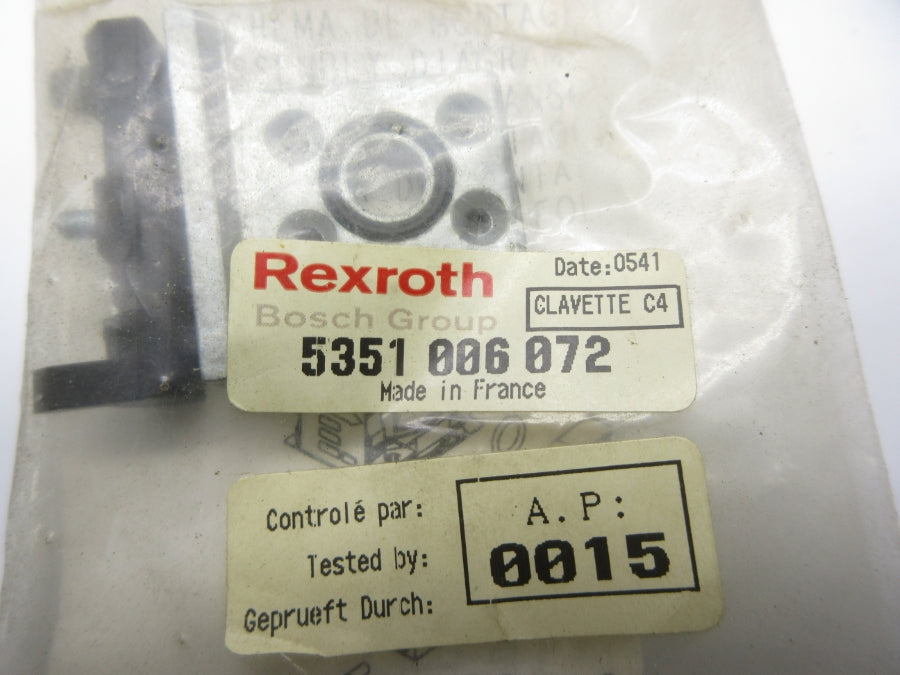 Rexroth
Bosch Group
Date:0541
CLAVETTE C4
5351 006 072
Made in France
Controlé par:
Tested by:
Geprueft Durch:
A.P:
0015